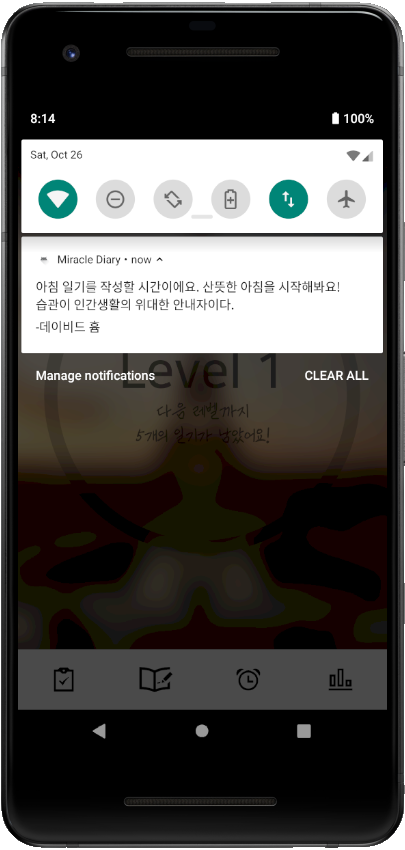 8:14 100%
Sat, Oct 26
Miracle Diary • now
아침 일기를 작성할 시간이에요. 산뜻한 아침을 시작해봐요!
습관이 인간생활의 위대한 안내자이다.
-데이비드 흄
Manage notifications CLEAR ALL
Level 1
다음 레벨까지
5개의 일기가 남았어요!